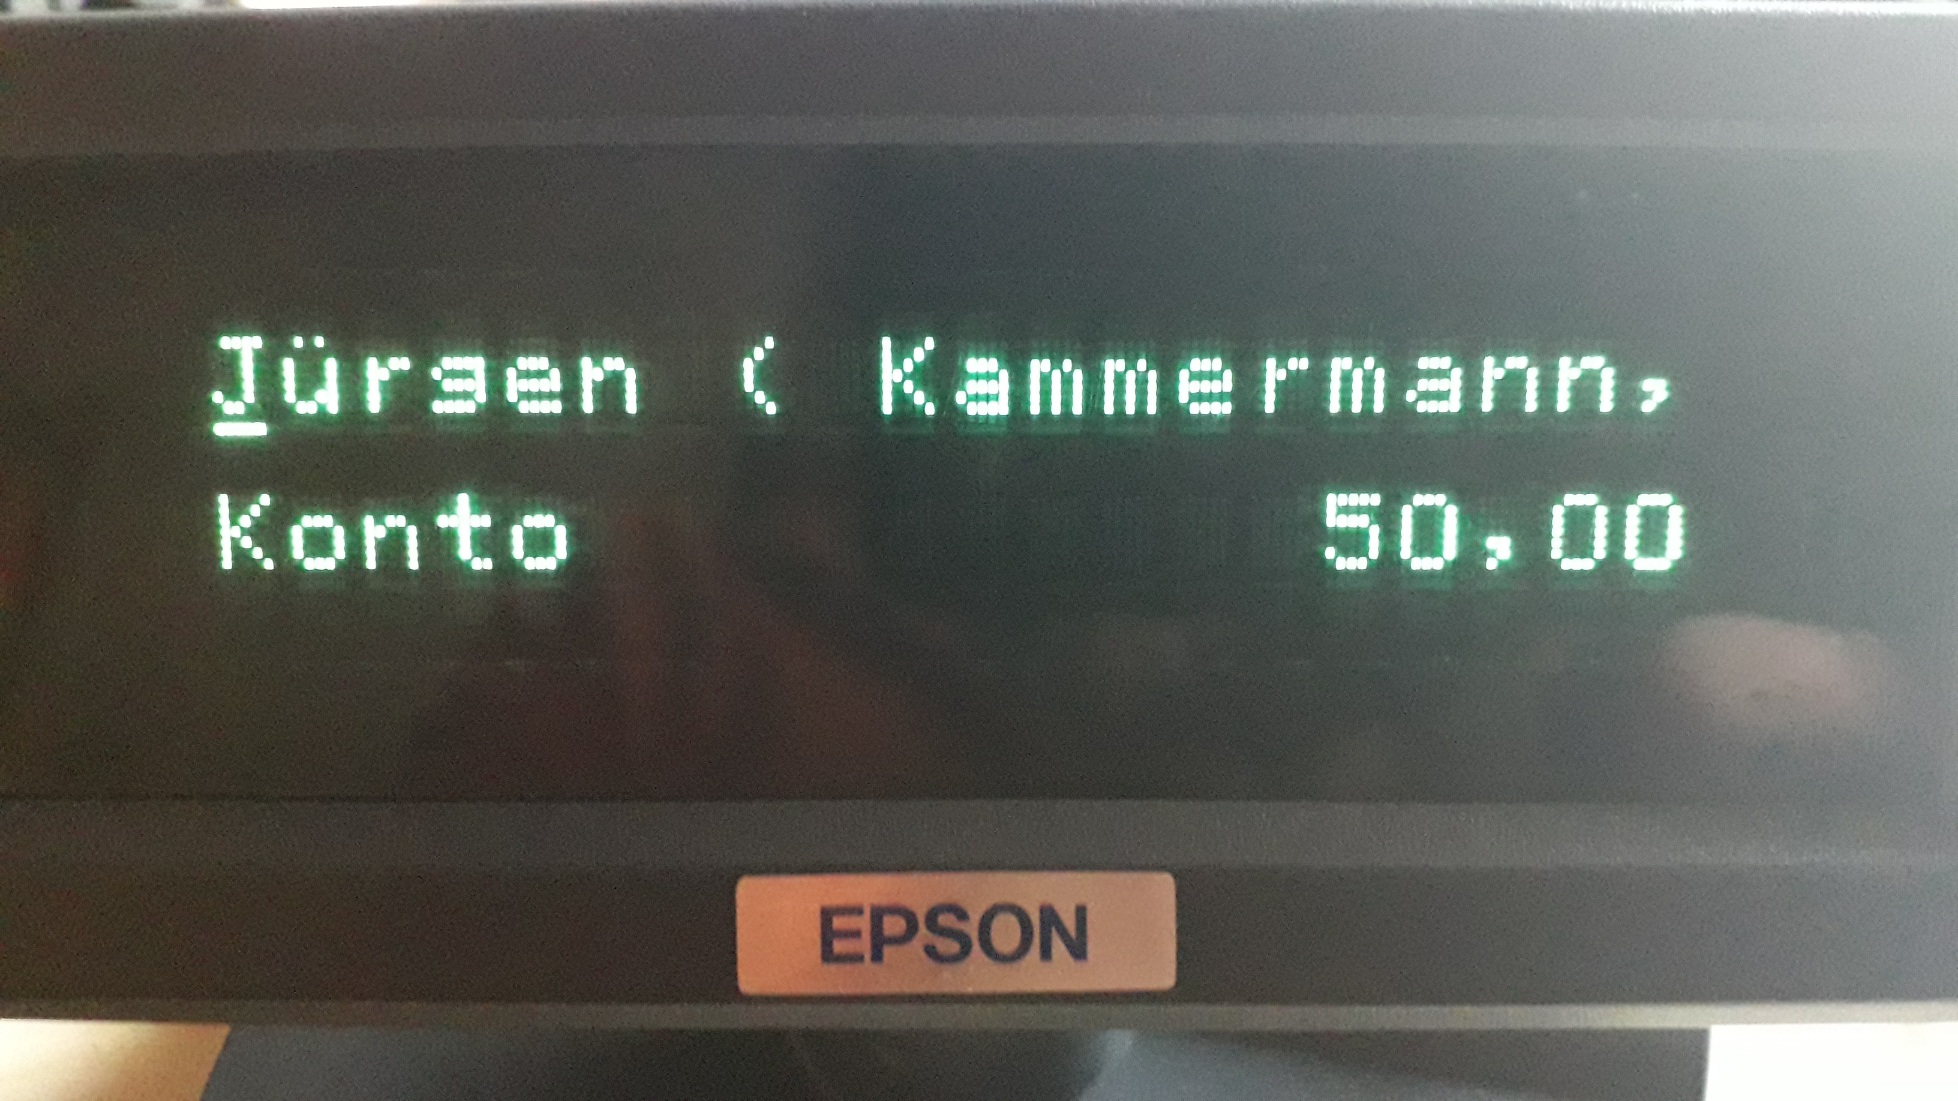 Jürgen ( Kammermann,
Konto 50,00
EPSON